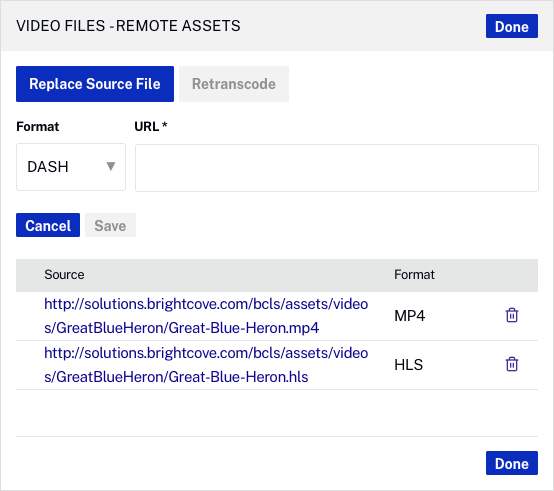 VIDEO FILES - REMOTE ASSETS
Done
Replace Source File
Retranscode
Format
URL *
DASH
Cancel
Save
Source
Format
http://solutions.brightcove.com/bcls/assets/video
s/GreatBlueHeron/Great-Blue-Heron.mp4
MP4
http://solutions.brightcove.com/bcls/assets/video
s/GreatBlueHeron/Great-Blue-Heron.hls
HLS
Done